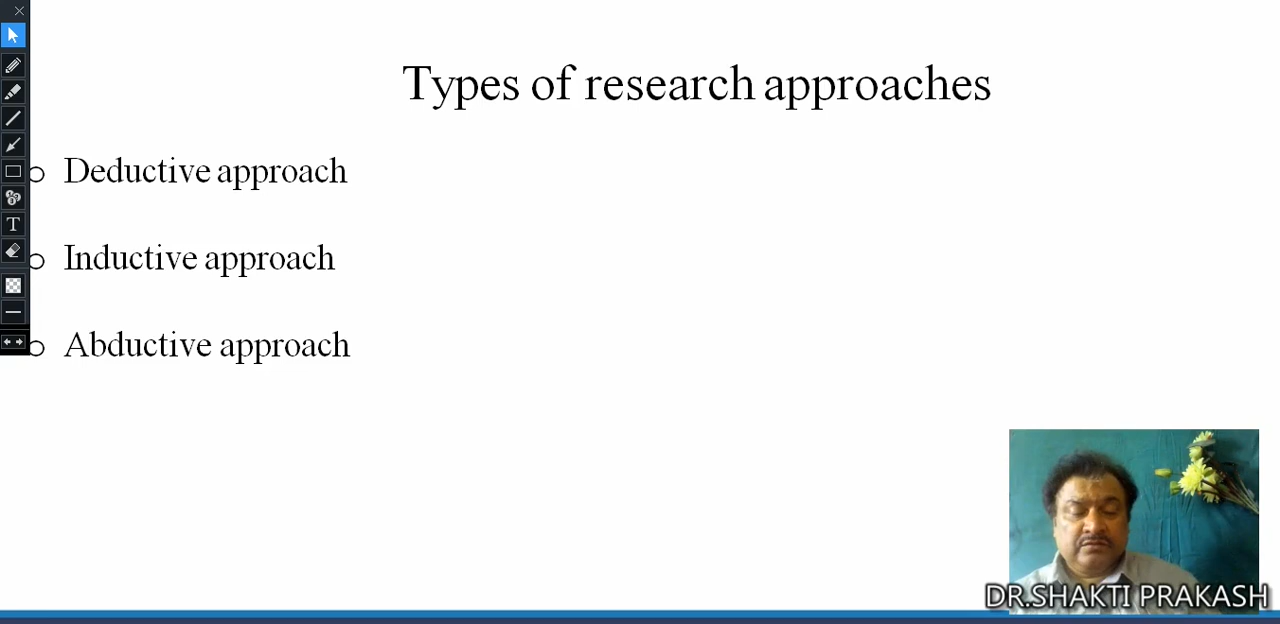 Types of research approaches
Deductive approach
Inductive approach
Abductive approach
DR.SHAKTI PRAKASH